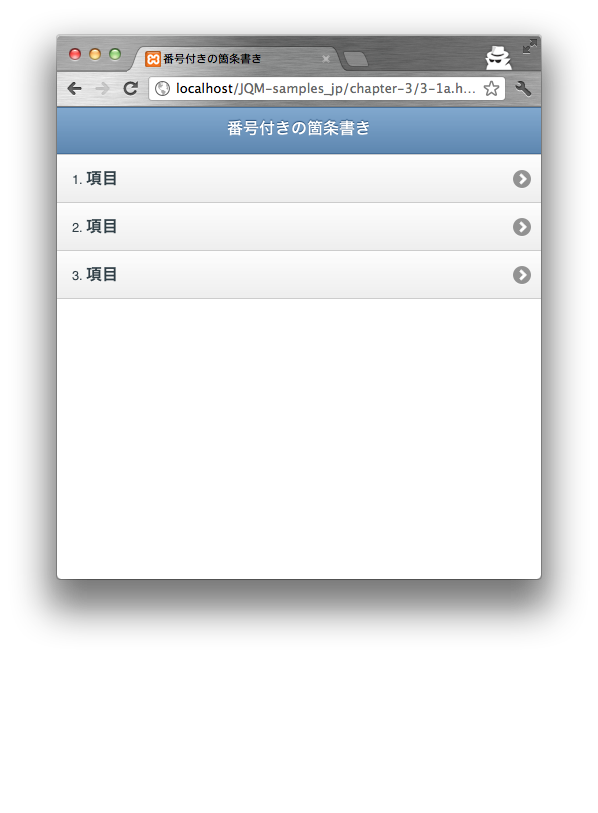 番号付きの箇条書き
localhost/JQM-samples_jp/chapter-3/3-1a.h...
番号付きの箇条書き
1. 項目
2. 項目
3. 項目